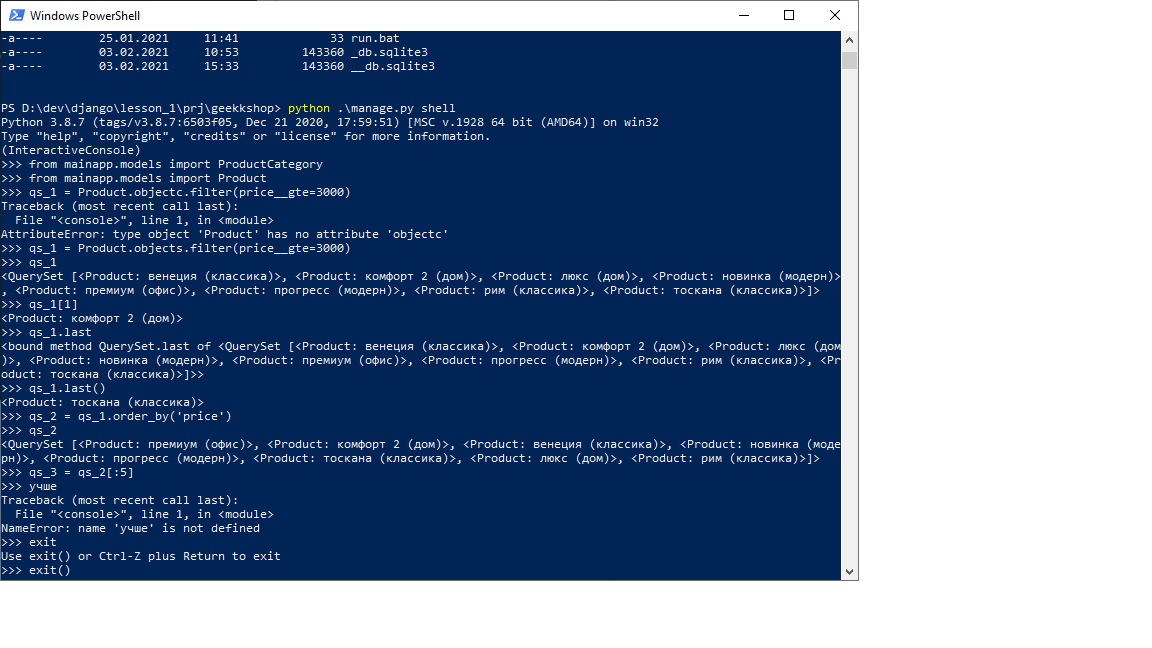 Windows PowerShell
-a---- 25.01.2021 11:41 33 run.bat
-a---- 03.02.2021 10:53 143360 _db.sqlite3
-a---- 03.02.2021 15:33 143360 __db.sqlite3
PS D:\dev\django\lesson_1\prj\geekkshop> python .\manage.py shell
Python 3.8.7 (tags/v3.8.7:6503f05, Dec 21 2020, 17:59:51) [MSC v.1928 64 bit (AMD64)] on win32
Type "help", "copyright", "credits" or "license" for more information.
(InteractiveConsole)
>>> from mainapp.models import ProductCategory
>>> from mainapp.models import Product
>>> qs_1 = Product.objectc.filter(price__gte=3000)
Traceback (most recent call last):
  File "<console>", line 1, in <module>
AttributeError: type object 'Product' has no attribute 'objectc'
>>> qs_1 = Product.objects.filter(price__gte=3000)
>>> qs_1
<QuerySet [<Product: венеция (классика)>, <Product: комфорт 2 (дом)>, <Product: люкс (дом)>, <Product: новинка (модерн)>
, <Product: премиум (офис)>, <Product: прогресс (модерн)>, <Product: рим (классика)>, <Product: тоскана (классика)>]>
>>> qs_1[1]
<Product: комфорт 2 (дом)>
>>> qs_1.last
<bound method QuerySet.last of <QuerySet [<Product: венеция (классика)>, <Product: комфорт 2 (дом)>, <Product: люкс (дом
)>, <Product: новинка (модерн)>, <Product: премиум (офис)>, <Product: прогресс (модерн)>, <Product: рим (классика)>, <Pr
oduct: тоскана (классика)>]>>
>>> qs_1.last()
<Product: тоскана (классика)>
>>> qs_2 = qs_1.order_by('price')
>>> qs_2
<QuerySet [<Product: премиум (офис)>, <Product: комфорт 2 (дом)>, <Product: венеция (классика)>, <Product: новинка (моде
рн)>, <Product: прогресс (модерн)>, <Product: тоскана (классика)>, <Product: люкс (дом)>, <Product: рим (классика)>]>
>>> qs_3 = qs_2[:5]
>>> учше
Traceback (most recent call last):
  File "<console>", line 1, in <module>
NameError: name 'учше' is not defined
>>> exit
Use exit() or Ctrl-Z plus Return to exit
>>> exit()